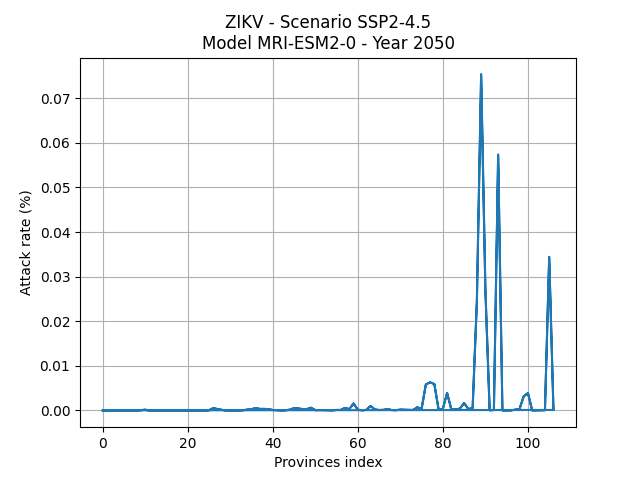 ZIKV - Scenario SSP2-4.5
Model MRI-ESM2-0 - Year 2050
0.07
0.06
0.05
0.04
0.03
0.02
0.01
0.00
Attack rate (%)
0 20 40 60 80 100
Provinces index